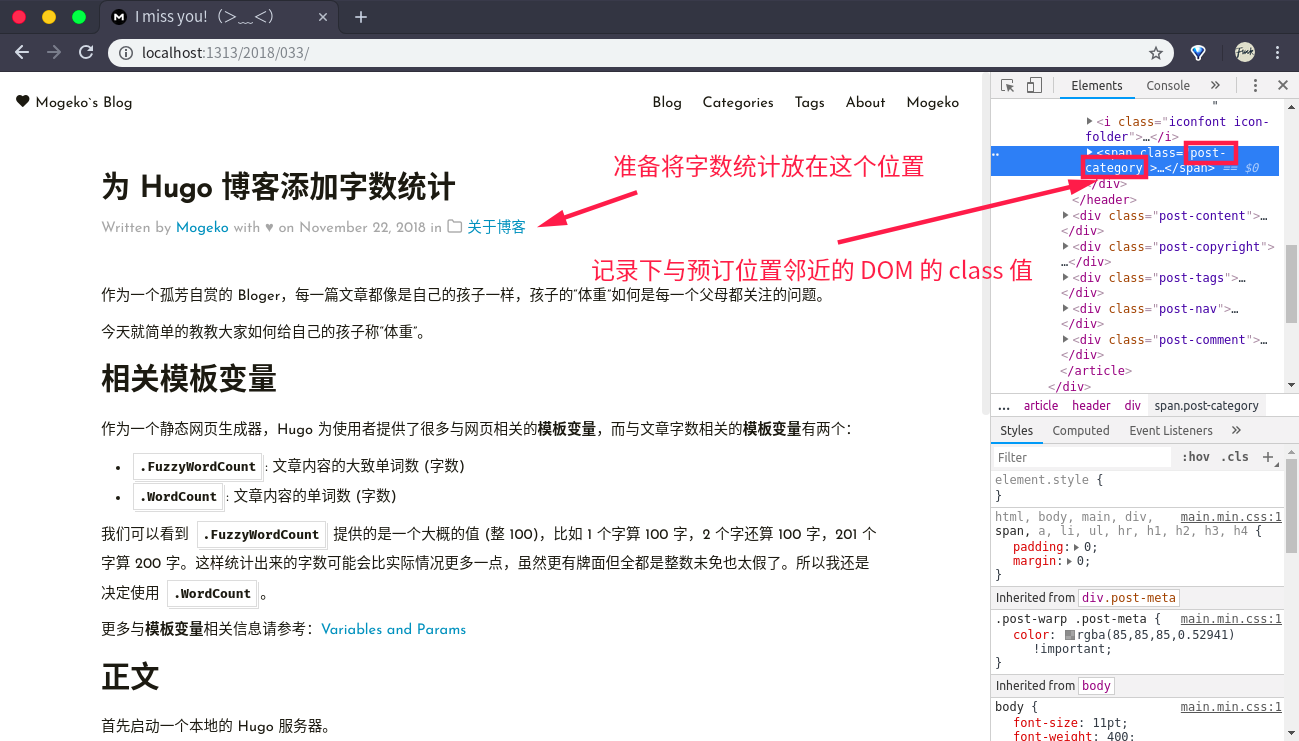 I miss you!（＞﹏＜）
localhost:1313/2018/033/
Mogeko`s Blog
Blog Categories Tags About Mogeko
准备将字数统计放在这个位置
为 Hugo 博客添加字数统计
Written by Mogeko with ♥ on November 22, 2018 in 关于博客
记录下与预订位置邻近的 DOM 的 class 值
作为一个孤芳自赏的 Bloger，每一篇文章都像是自己的孩子一样，孩子的“体重”如何是每一个父母都关注的问题。
今天就简单的教教大家如何给自己的孩子称“体重”。
相关模板变量
作为一个静态网页生成器，Hugo 为使用者提供了很多与网页相关的模板变量，而与文章字数相关的模板变量有两个：
• .FuzzyWordCount : 文章内容的大致单词数 (字数)
• .WordCount : 文章内容的单词数 (字数)
我们可以看到 .FuzzyWordCount 提供的是一个大概的值 (整 100)，比如 1 个字算 100 字，2 个字还算 100 字，201 个
字算 200 字。这样统计出来的字数可能会比实际情况更多一点，虽然更有牌面但全都是整数未免也太假了。所以我还是
决定使用 .WordCount 。
更多与模板变量相关信息请参考：Variables and Params
正文
首先启动一个本地的 Hugo 服务器。
Elements Console »
"
<i class="iconfont icon-
folder">…</i>
<span class="post-
category">…</span> == $0
</div>
</header>
<div class="post-content">…
</div>
<div class="post-copyright">
…</div>
<div class="post-tags">…
</div>
<div class="post-nav">…
</div>
<div class="post-comment">…
</div>
</article>
</div>
... article header div span.post-category
Styles Computed Event Listeners »
Filter :hov .cls +
element.style {
}
html, body, main, div, main.min.css:1
span, a, li, ul, hr, h1, h2, h3, h4 {
padding: 0;
margin: 0;
}
Inherited from div.post-meta
.post-warp .post-meta { main.min.css:1
color: rgba(85,85,85,0.52941)
!important;
}
Inherited from body
body { main.min.css:1
font-size: 11pt;
font-weight: 400;